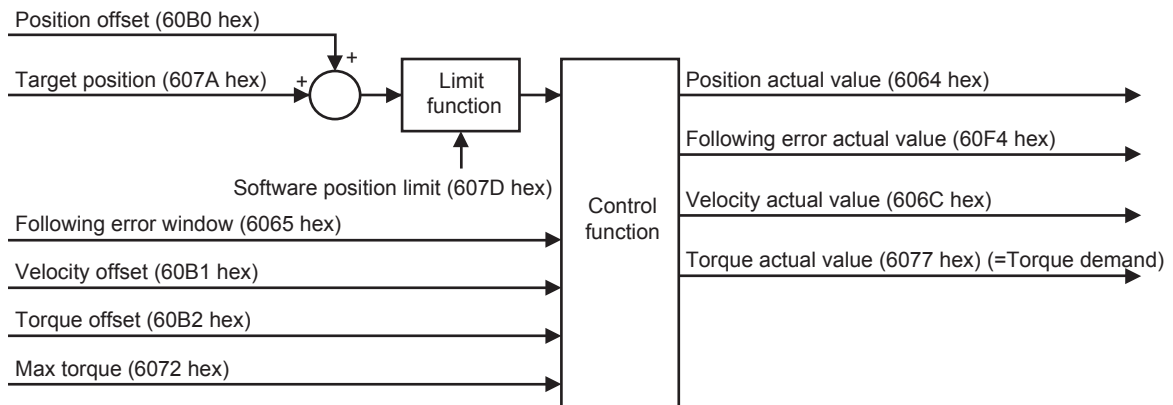 Position offset (60B0 hex)
+
Target position (607A hex)
+
Limit
function
Software position limit (607D hex)
Following error window (6065 hex)
Velocity offset (60B1 hex)
Torque offset (60B2 hex)
Max torque (6072 hex)
Control
function
Position actual value (6064 hex)
Following error actual value (60F4 hex)
Velocity actual value (606C hex)
Torque actual value (6077 hex) (=Torque demand)